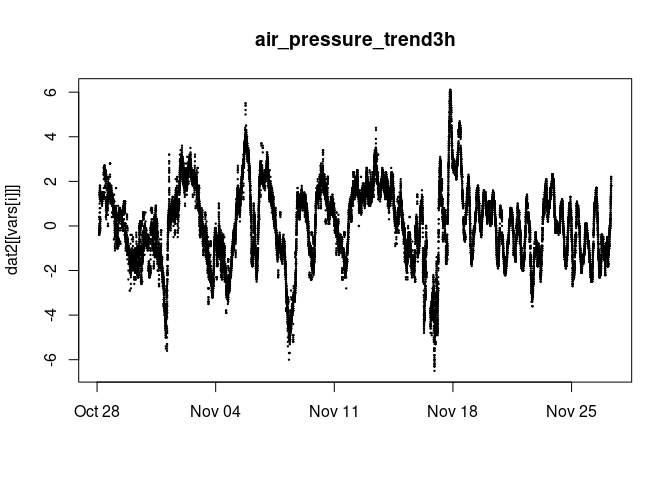 air_pressure_trend3h
dat2[[vars[i]]]
6
4
2
0
-2
-4
-6
Oct 28
Nov 04
Nov 11
Nov 18
Nov 25